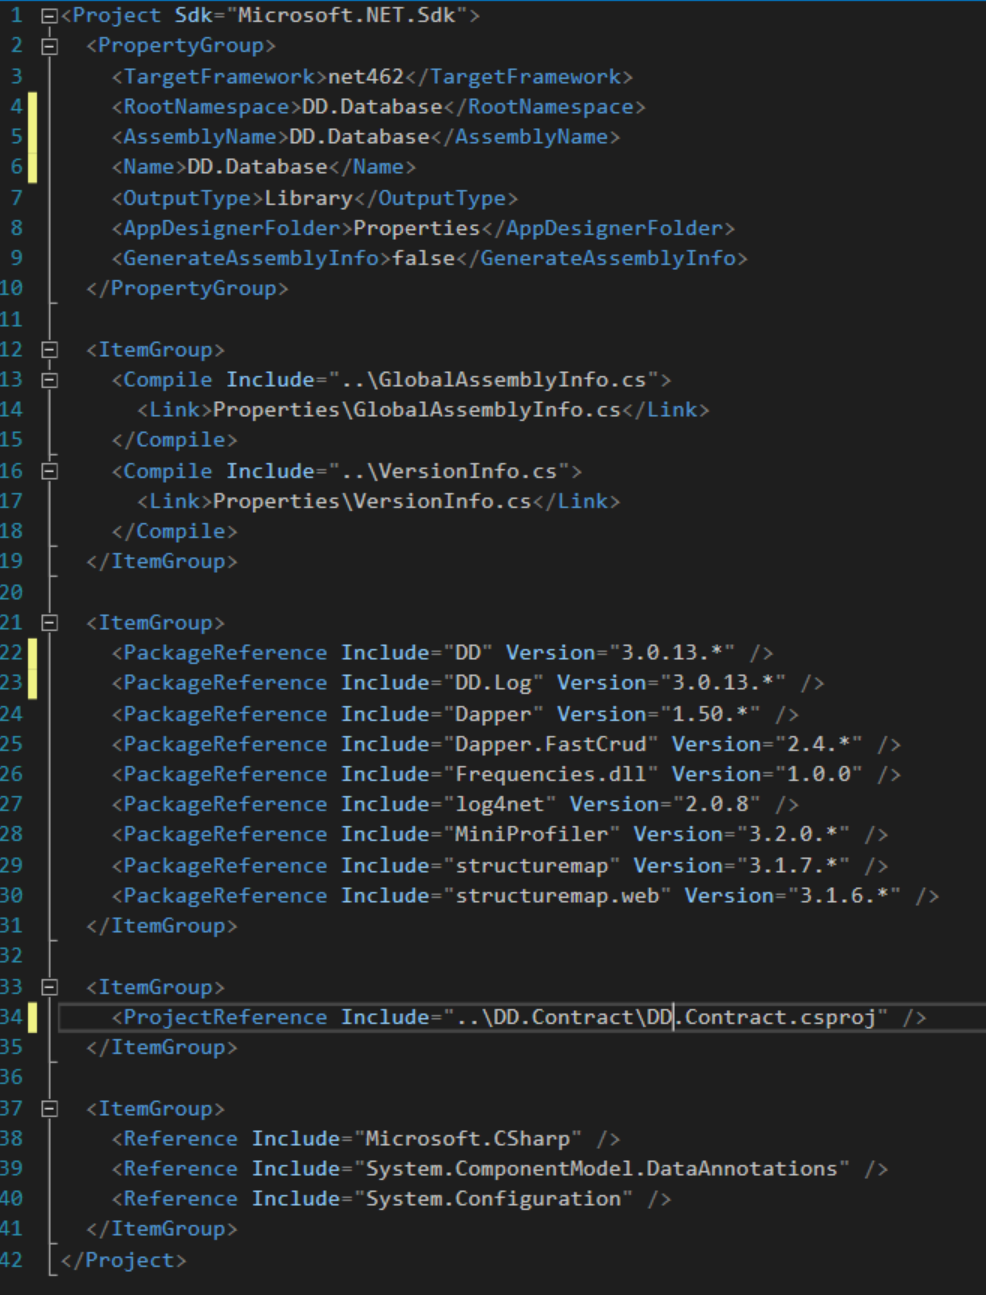 1 <Project Sdk="Microsoft.NET.Sdk">
2 <PropertyGroup>
3 <TargetFramework>net462</TargetFramework>
4 <RootNamespace>DD.Database</RootNamespace>
5 <AssemblyName>DD.Database</AssemblyName>
6 <Name>DD.Database</Name>
7 <OutputType>Library</OutputType>
8 <AppDesignerFolder>Properties</AppDesignerFolder>
9 <GenerateAssemblyInfo>false</GenerateAssemblyInfo>
10 </PropertyGroup>
11
12 <ItemGroup>
13 <Compile Include="..\GlobalAssemblyInfo.cs">
14 <Link>Properties\GlobalAssemblyInfo.cs</Link>
15 </Compile>
16 <Compile Include="..\VersionInfo.cs">
17 <Link>Properties\VersionInfo.cs</Link>
18 </Compile>
19 </ItemGroup>
20
21 <ItemGroup>
22 <PackageReference Include="DD" Version="3.0.13.*" />
23 <PackageReference Include="DD.Log" Version="3.0.13.*" />
24 <PackageReference Include="Dapper" Version="1.50.*" />
25 <PackageReference Include="Dapper.FastCrud" Version="2.4.*" />
26 <PackageReference Include="Frequencies.dll" Version="1.0.0" />
27 <PackageReference Include="log4net" Version="2.0.8" />
28 <PackageReference Include="MiniProfiler" Version="3.2.0.*" />
29 <PackageReference Include="structuremap" Version="3.1.7.*" />
30 <PackageReference Include="structuremap.web" Version="3.1.6.*" />
31 </ItemGroup>
32
33 <ItemGroup>
34 <ProjectReference Include="..\DD.Contract\DD.Contract.csproj" />
35 </ItemGroup>
36
37 <ItemGroup>
38 <Reference Include="Microsoft.CSharp" />
39 <Reference Include="System.ComponentModel.DataAnnotations" />
40 <Reference Include="System.Configuration" />
41 </ItemGroup>
42 </Project>